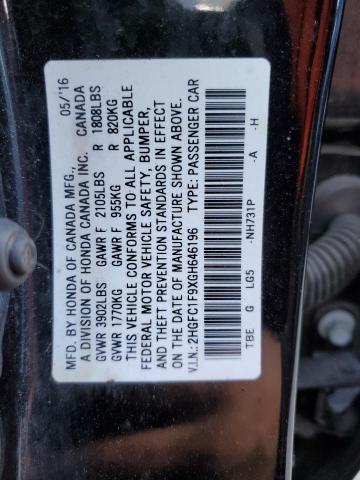 MFD. BY HONDA OF CANADA MFG., 05/'16
A DIVISION OF HONDA CANADA INC. CANADA
GVWR 3902LBS GAWR F 2105LBS R 1808LBS
GVWR 1770KG GAWR F 955KG R 820KG
THIS VEHICLE CONFORMS TO ALL APPLICABLE
FEDERAL MOTOR VEHICLE SAFETY, BUMPER,
AND THEFT PREVENTION STANDARDS IN EFFECT
ON THE DATE OF MANUFACTURE SHOWN ABOVE.
V.I.N.: 2HGFC1F9XGH646196 TYPE: PASSENGER CAR
TBE G LG5 -NH731P -A -H